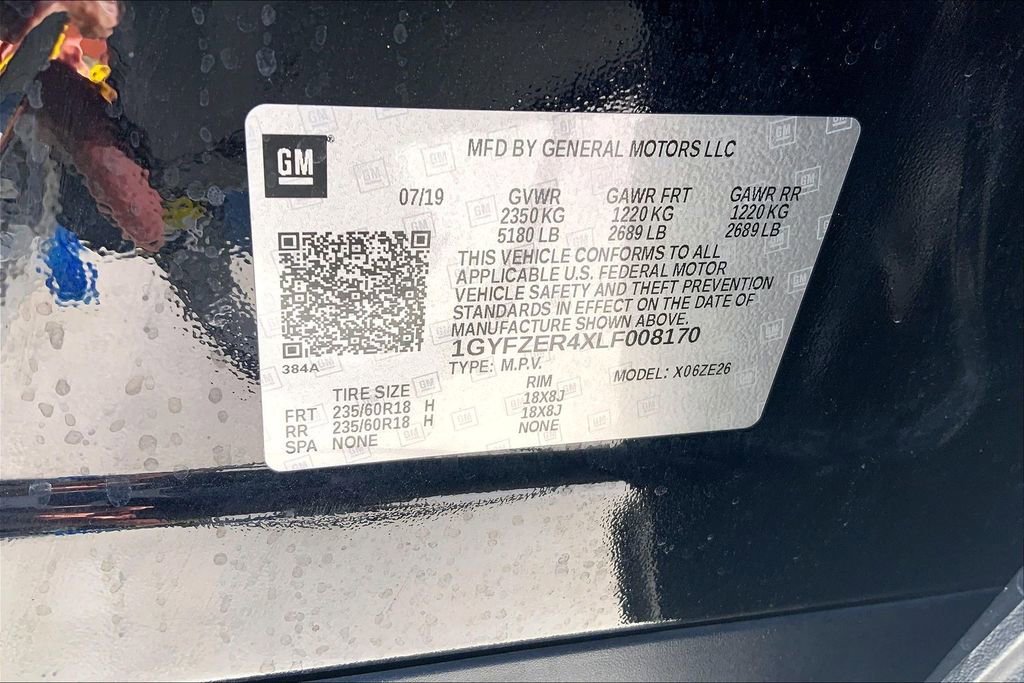 GM
MFD BY GENERAL MOTORS LLC
07/19 GVWR GAWR FRT GAWR RR
2350 KG 1220 KG 1220 KG
5180 LB 2689 LB 2689 LB
THIS VEHICLE CONFORMS TO ALL
APPLICABLE U.S. FEDERAL MOTOR
VEHICLE SAFETY AND THEFT PREVENTION
STANDARDS IN EFFECT ON THE DATE OF
MANUFACTURE SHOWN ABOVE.
1GYFZER4XLF008170
384A
TYPE: M.P.V. MODEL: X06ZE26
TIRE SIZE RIM
FRT 235/60R18 H 18X8J
RR 235/60R18 H 18X8J
SPA NONE NONE